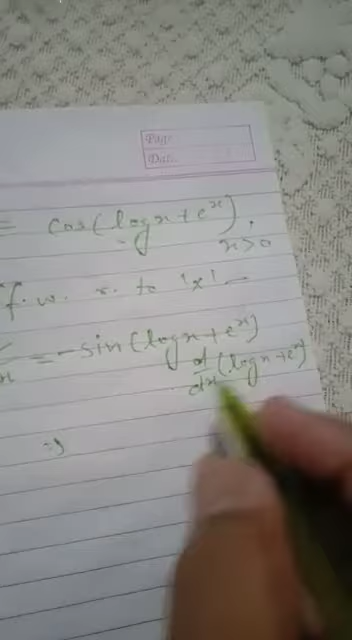 Page:
Date:
= cos(log x + e^x),
x > 0
f. w. r. to 'x' —
= -sin(log x + e^x)
d/dx (log x + e^x)
⇒